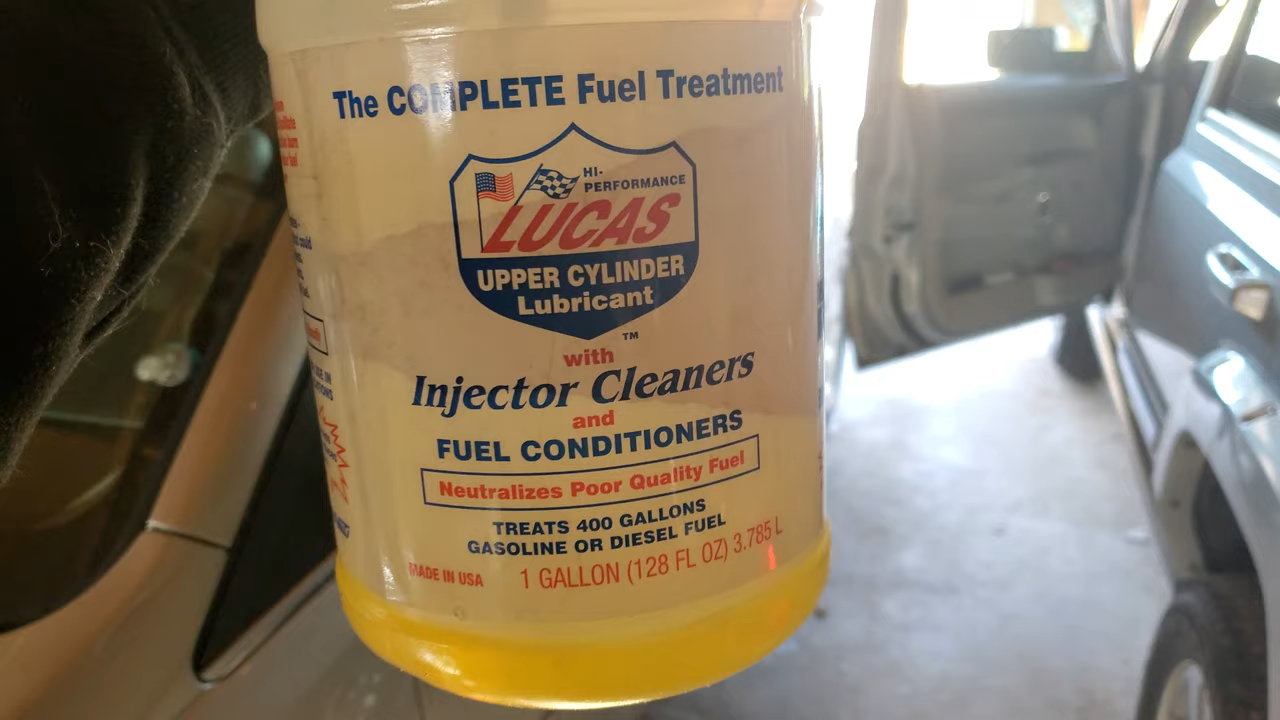 The COMPLETE Fuel Treatment
HI-
PERFORMANCE
LUCAS
UPPER CYLINDER
Lubricant
TM
with
Injector Cleaners
and
FUEL CONDITIONERS
Neutralizes Poor Quality Fuel
TREATS 400 GALLONS
GASOLINE OR DIESEL FUEL
MADE IN USA
1 GALLON (128 FL OZ) 3.785 L